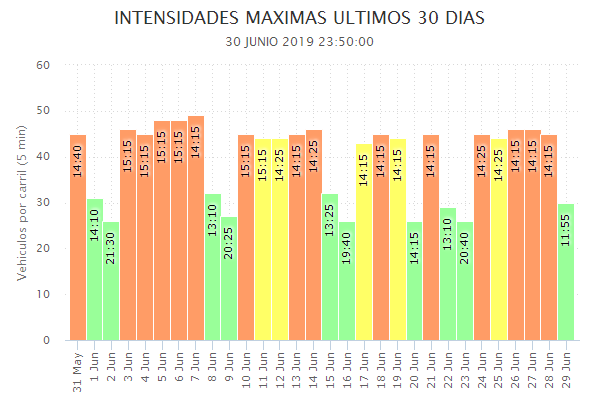 INTENSIDADES MAXIMAS ULTIMOS 30 DIAS
30 JUNIO 2019 23:50:00
Vehiculos por carril (5 min)
60
50
40
30
20
10
0
14:40
14:10
21:30
15:15
15:15
15:15
15:15
14:15
13:10
20:25
15:15
15:15
14:25
14:15
14:25
13:25
19:40
14:15
14:15
14:15
14:15
14:15
13:10
20:40
14:25
14:25
14:15
14:15
14:15
11:55
31 May
1 Jun
2 Jun
3 Jun
4 Jun
5 Jun
6 Jun
7 Jun
8 Jun
9 Jun
10 Jun
11 Jun
12 Jun
13 Jun
14 Jun
15 Jun
16 Jun
17 Jun
18 Jun
19 Jun
20 Jun
21 Jun
22 Jun
23 Jun
24 Jun
25 Jun
26 Jun
27 Jun
28 Jun
29 Jun